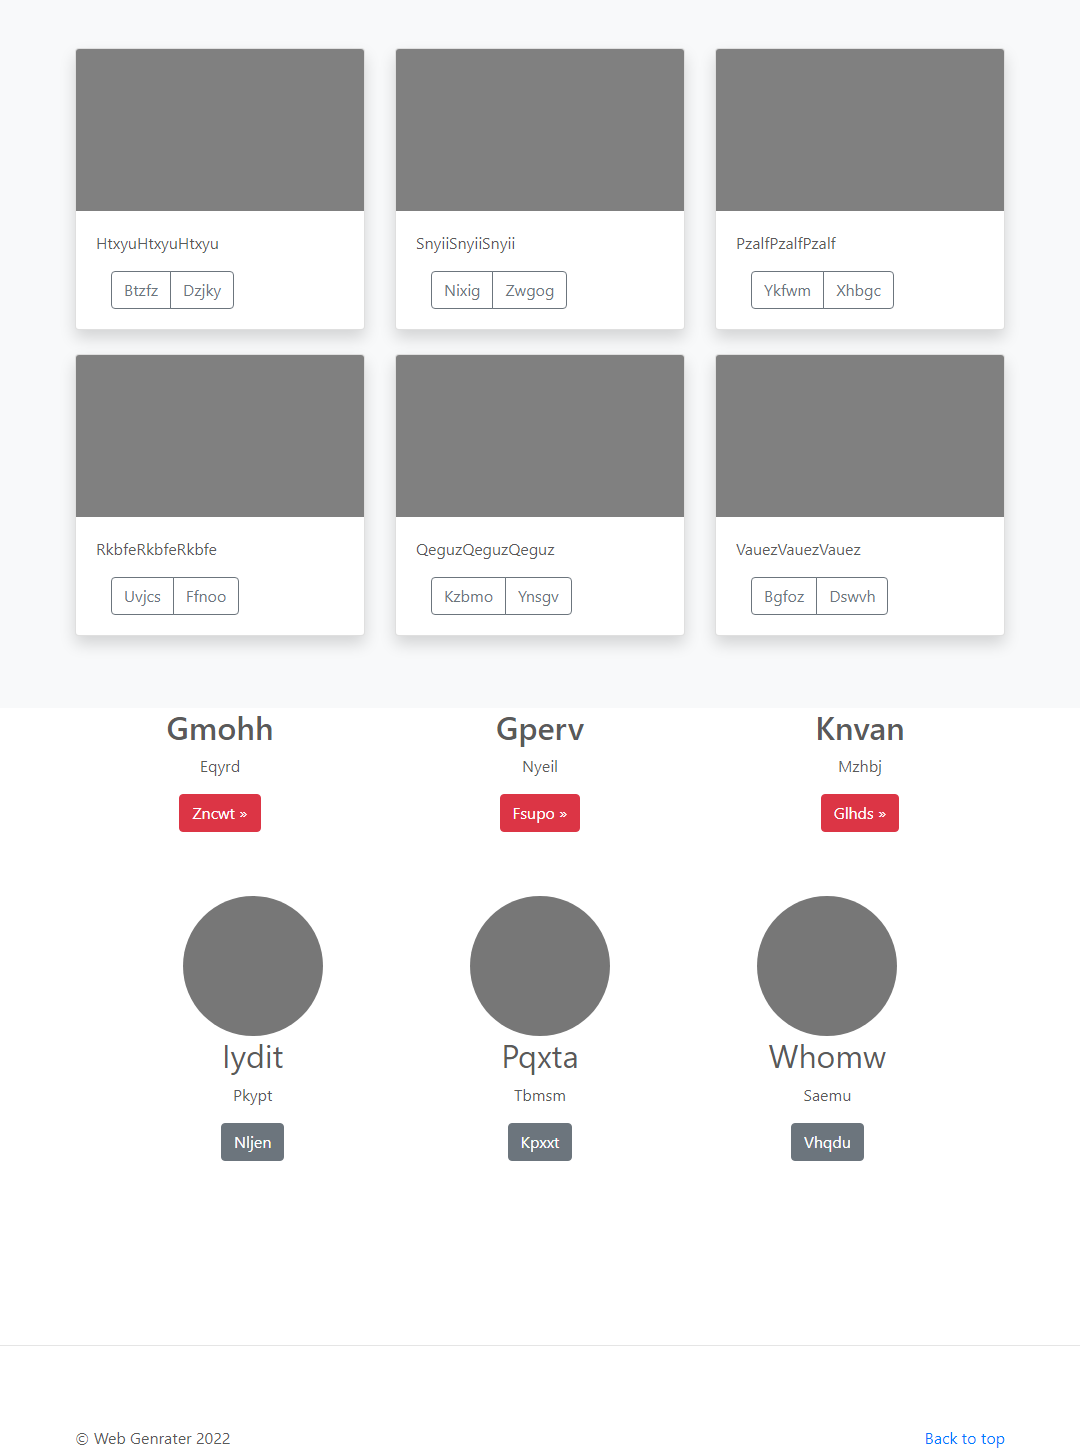 HtxyuHtxyuHtxyu SnyiiSnyiiSnyii PzalfPzalfPzalf
Btzfz Dzjky Nixig Zwgog Ykfwm Xhbgc
RkbfeRkbfeRkbfe QeguzQeguzQeguz VauezVauezVauez
Uvjcs Ffnoo Kzbmo Ynsgv Bgfoz Dswvh
Gmohh Gperv Knvan
Eqyrd Nyeil Mzhbj
Zncwt » Fsupo » Glhds »
Iydit Pqxta Whomw
Pkypt Tbmsm Saemu
Nljen Kpxxt Vhqdu
© Web Genrater 2022 Back to top